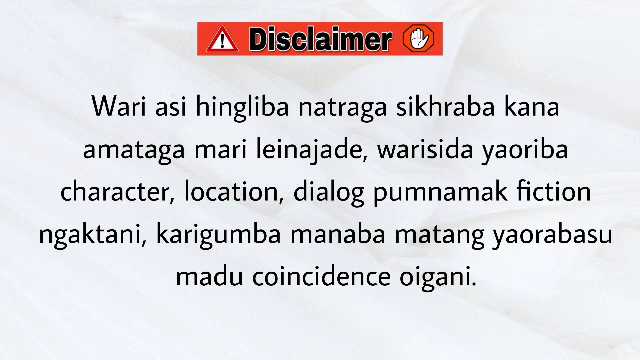 Disclaimer
Wari asi hingliba natraga sikhraba kana
amataga mari leinajade, warisida yaoriba
character, location, dialog pumnamak fiction
ngaktani, karigumba manaba matang yaorabasu
madu coincidence oigani.